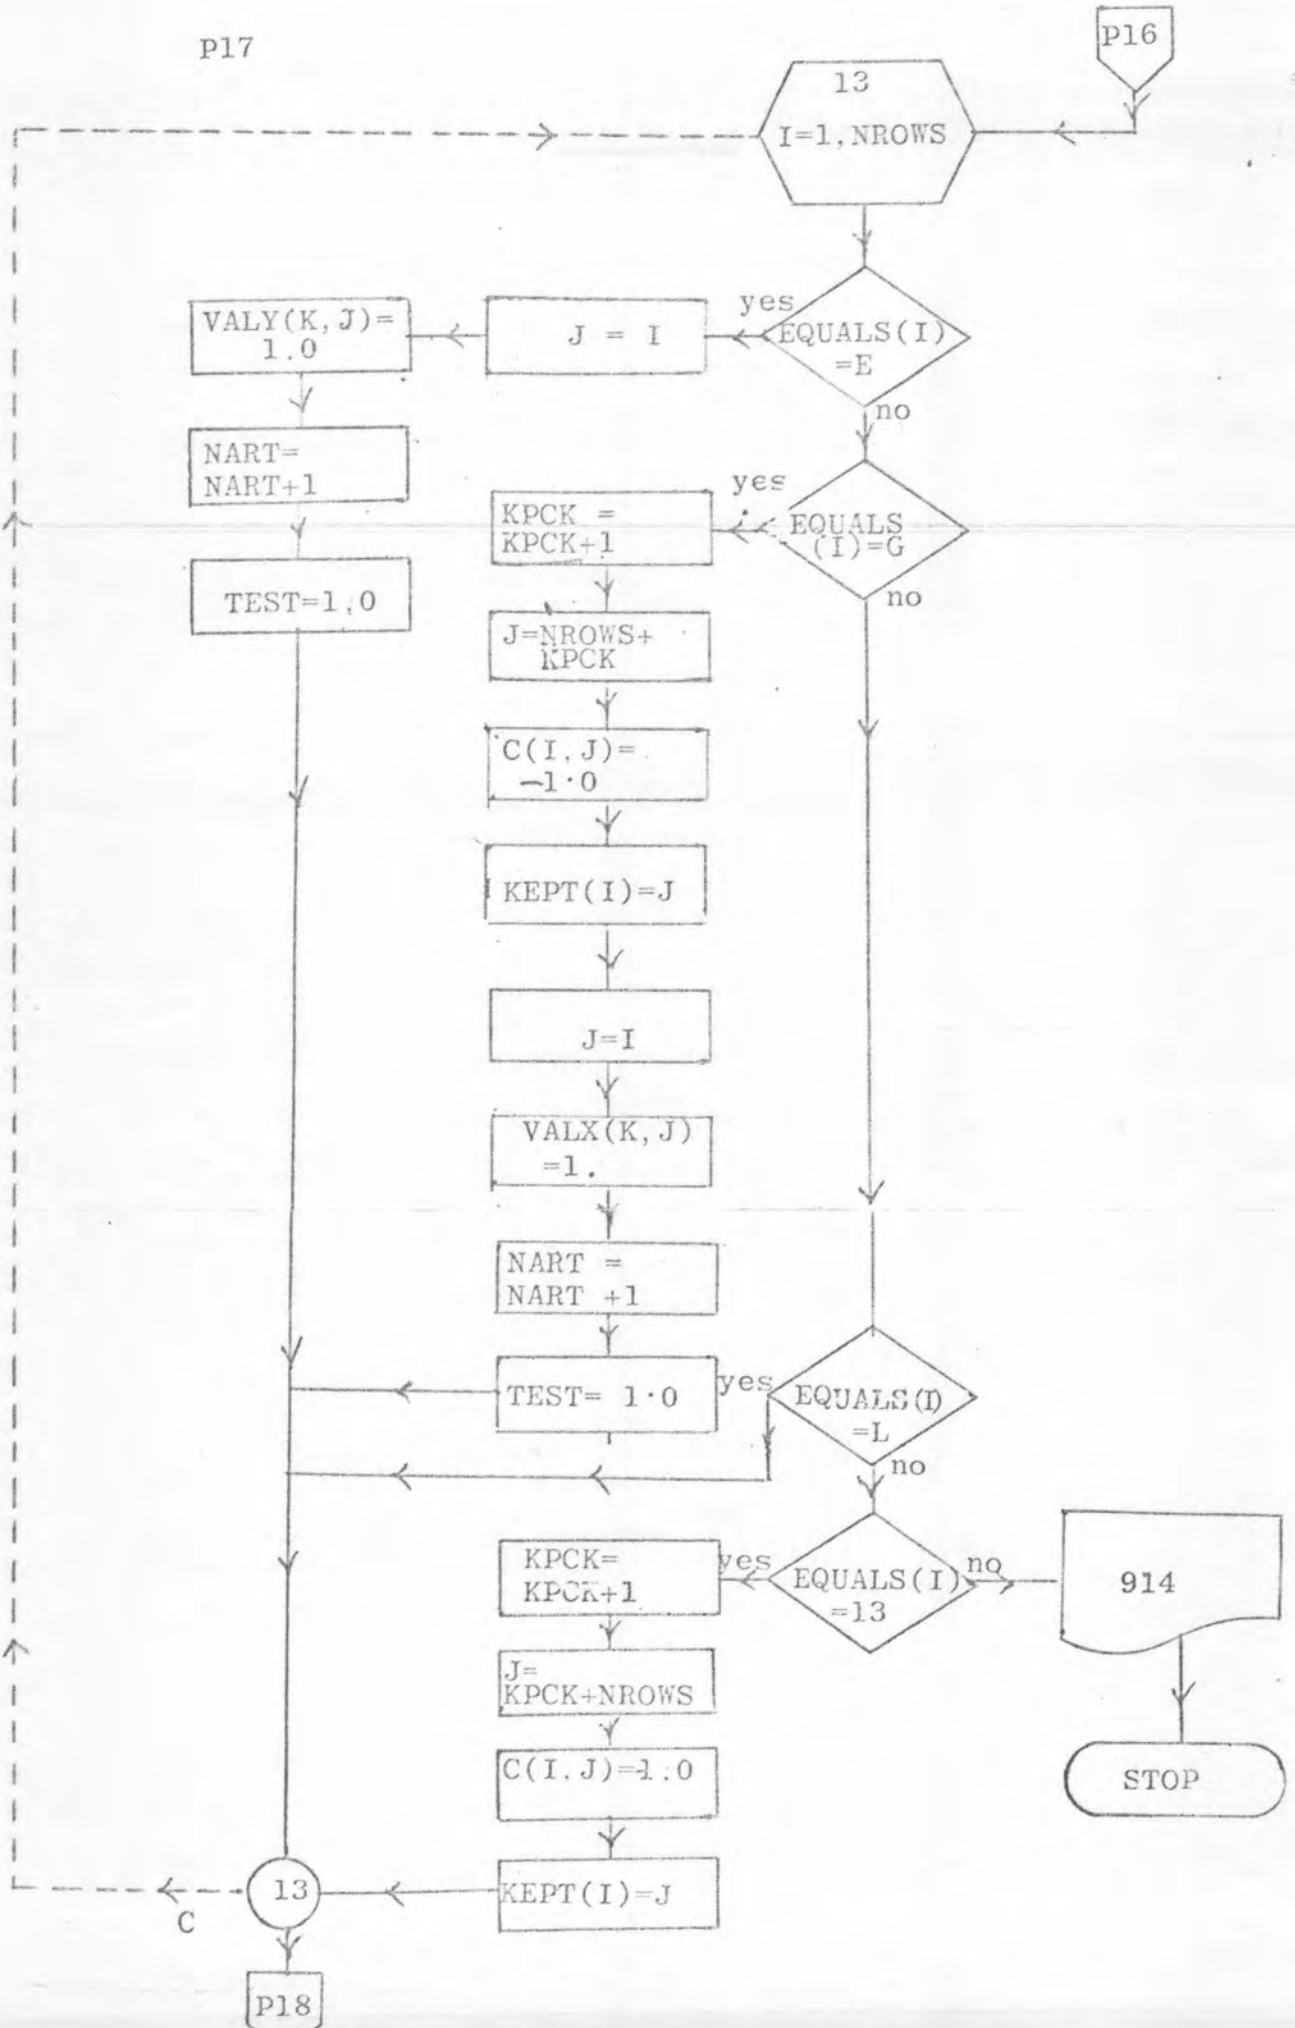 P17
P16
13
I=1,NROWS
yes
EQUALS(I)
=E
no
J = I
VALY(K,J)=
1.0
NART=
NART+1
TEST=1,0
yes
EQUALS
(I)=G
no
KPCK =
KPCK+1
J=NROWS+
KPCK
C(I,J)=
-1·0
KEPT(I)=J
J=I
VALX(K,J)
=1.
NART =
NART +1
TEST= 1·0
yes
EQUALS(I)
=L
no
yes
EQUALS(I)
=13
no
914
STOP
KPCK=
KPCK+1
J=
KPCK+NROWS
C(I,J)=-1.0
KEPT(I)=J
13
C
P18